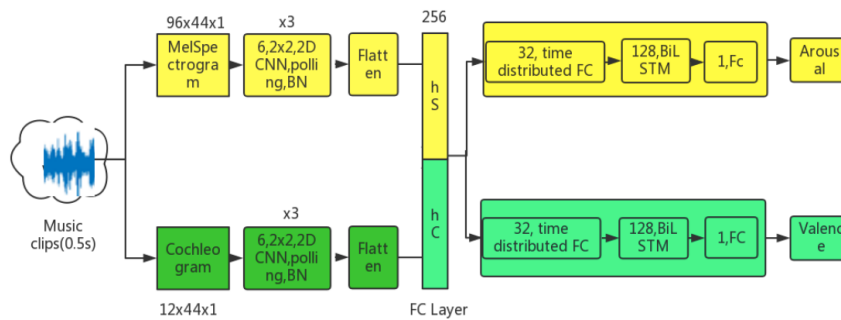 96x44x1
x3
256
MelSpe
ctrogra
m
6,2x2,2D
CNN,polli
ng,BN
Flatt
en
h
S
32, time
distributed FC
128,BiL
STM
1,Fc
Arous
al
Music
clips(0.5s)
x3
Cochleo
gram
6,2x2,2D
CNN,polli
ng,BN
Flatt
en
h
C
32, time
distributed FC
128,BiL
STM
1,FC
Valenc
e
12x44x1
FC Layer